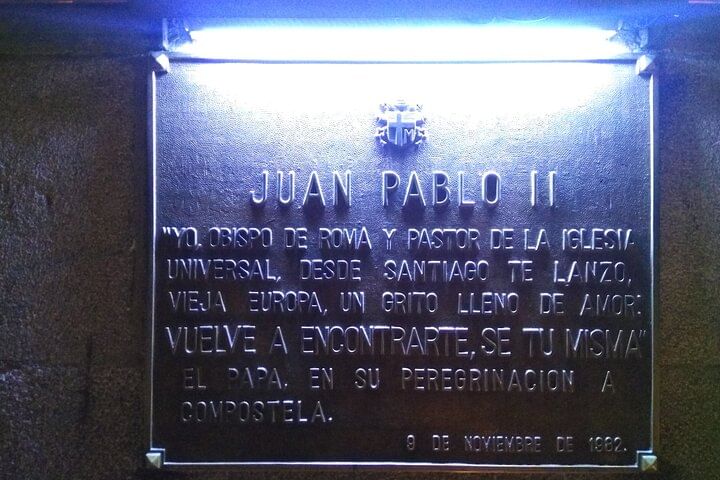 JUAN PABLO II
"YO, OBISPO DE ROMA Y PASTOR DE LA IGLESIA
UNIVERSAL, DESDE SANTIAGO TE LANZO,
VIEJA EUROPA, UN GRITO LLENO DE AMOR:
VUELVE A ENCONTRARTE, SE TU MISMA"
EL PAPA, EN SU PEREGRINACION A
COMPOSTELA.
9 DE NOVIEMBRE DE 1982.